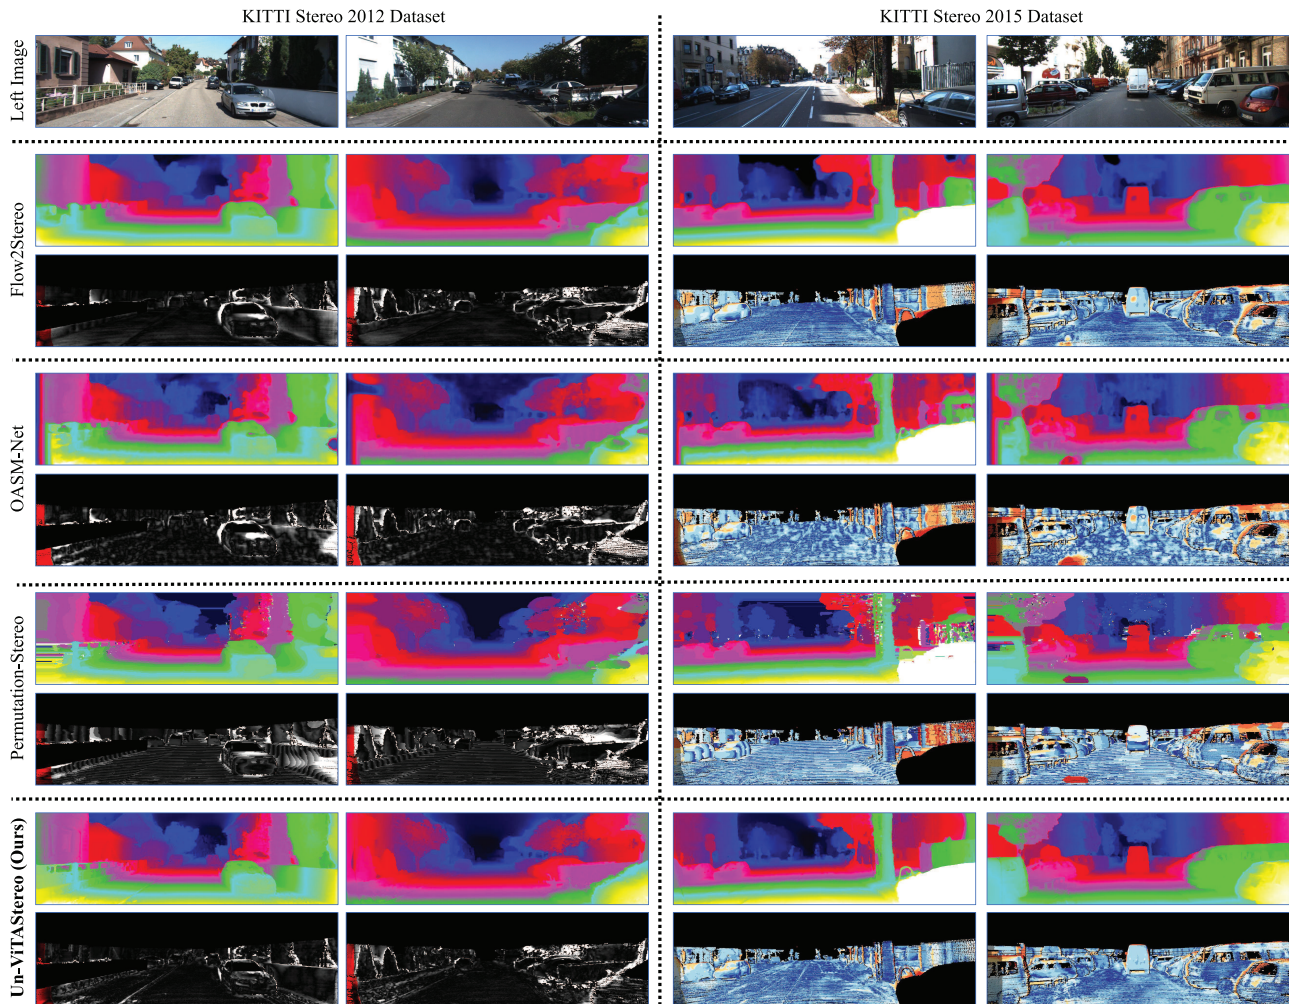 KITTI Stereo 2012 Dataset
KITTI Stereo 2015 Dataset
Left Image
Flow2Stereo
OASM-Net
Permutation-Stereo
Un-ViTAStereo (Ours)